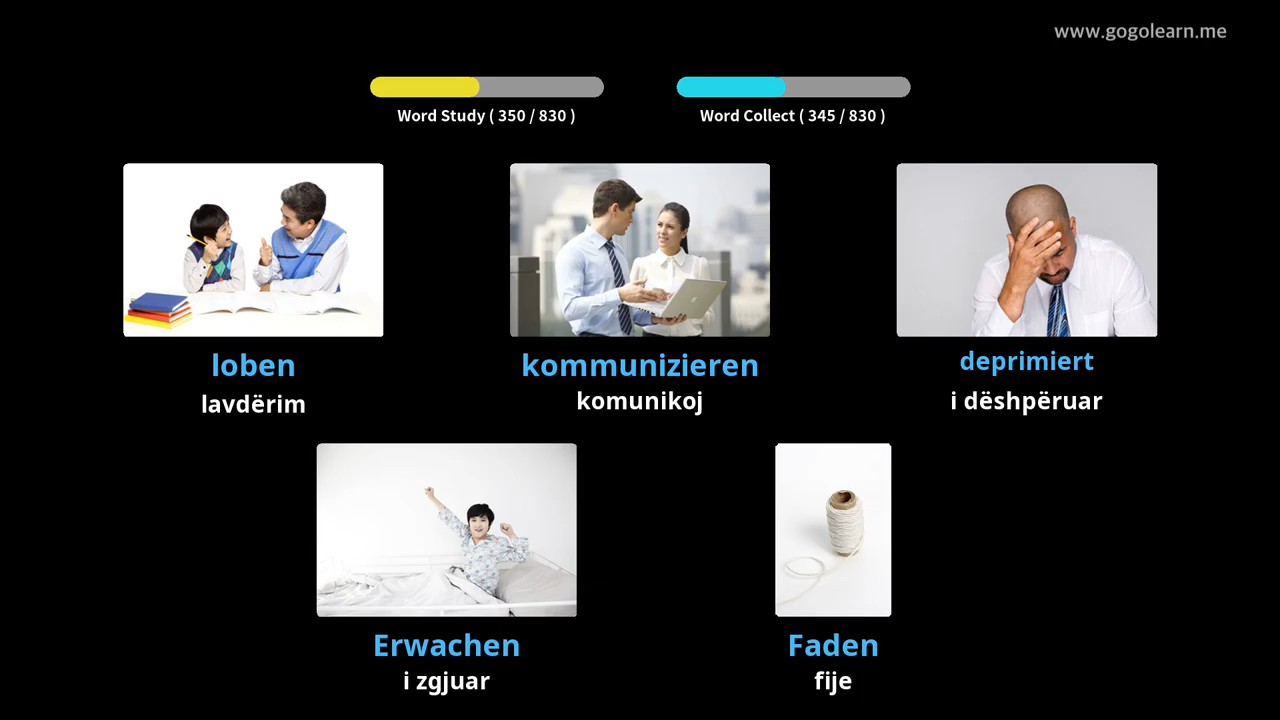 www.gogolearn.me
Word Study ( 350 / 830 )
Word Collect ( 345 / 830 )
loben
lavdërim
kommunizieren
komunikoj
deprimiert
i dëshpëruar
Erwachen
i zgjuar
Faden
fije